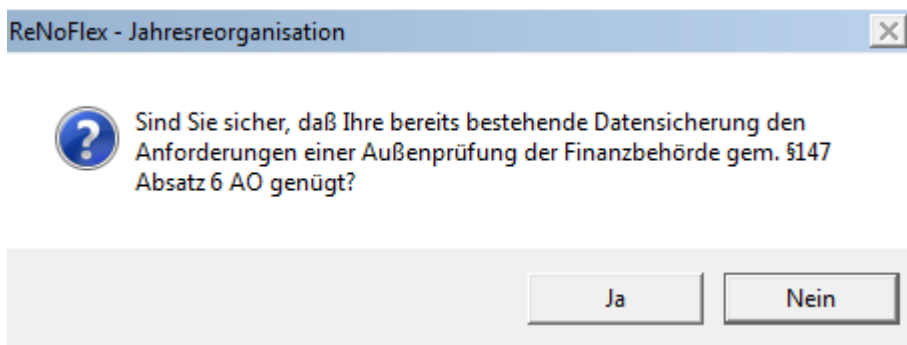 ReNoFlex - Jahresreorganisation
Sind Sie sicher, daß Ihre bereits bestehende Datensicherung den
Anforderungen einer Außenprüfung der Finanzbehörde gem. §147
Absatz 6 AO genügt?
Ja
Nein